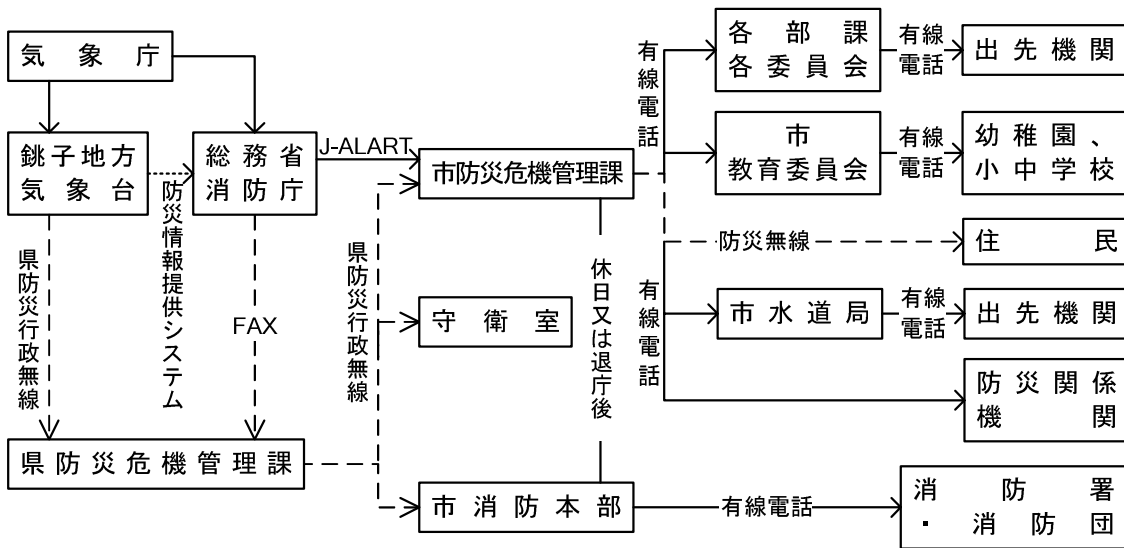 気象庁
銚子地方
気象台
総務省
消防庁
J-ALART
防災情報提供システム
県防災行政無線
FAX
県防災危機管理課
県防災行政無線
市防災危機管理課
守衛室
休日又は退庁後
市消防本部
有線電話
各部課
各委員会
有線
電話
出先機関
市
教育委員会
有線
電話
幼稚園、
小中学校
防災無線
住民
有線電話
市水道局
有線
電話
出先機関
防災関係
機関
有線電話
消防署
・消防団